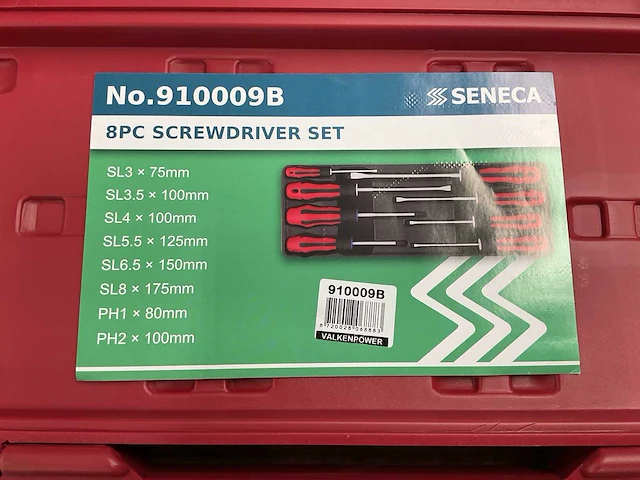 No.910009B
SENECA
8PC SCREWDRIVER SET
SL3 × 75mm
SL3.5 × 100mm
SL4 × 100mm
SL5.5 × 125mm
SL6.5 × 150mm
SL8 × 175mm
PH1 × 80mm
PH2 × 100mm
910009B
8720028068885
VALKENPOWER